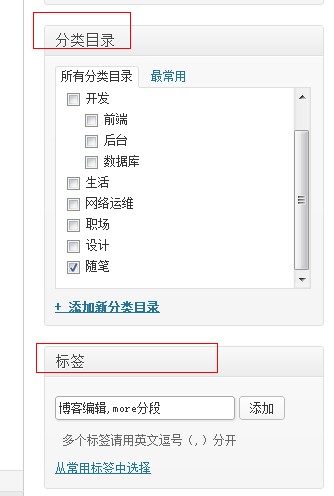 分类目录
所有分类目录 最常用
开发
前端
后台
数据库
生活
网络运维
职场
设计
随笔
+ 添加新分类目录
标签
博客编辑,more分段 添加
多个标签请用英文逗号（,）分开
从常用标签中选择